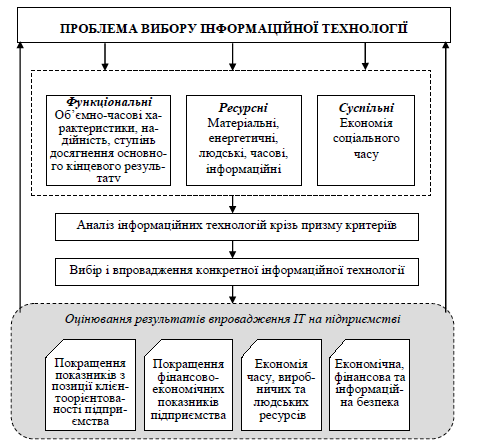 ПРОБЛЕМА ВИБОРУ ІНФОРМАЦІЙНОЇ ТЕХНОЛОГІЇ
Функціональні
Об’ємно-часові ха-
рактеристики, на-
дійність, ступінь
досягнення основно-
го кінцевого резуль-
тату
Ресурсні
Матеріальні,
енергетичні,
людські, часові,
інформаційні
Суспільні
Економія
соціального
часу
Аналіз інформаційних технологій крізь призму критеріїв
Вибір і впровадження конкретної інформаційної технології
Оцінювання результатів впровадження ІТ на підприємстві
Покращення
показників з
позиції клієн-
тоорієнтова-
ності підпри-
ємства
Покращення
фінансово-
економічних
показників
підприємства
Економія
часу, вироб-
ничих та
людських
ресурсів
Економічна,
фінансова та
інформацій-
на безпека